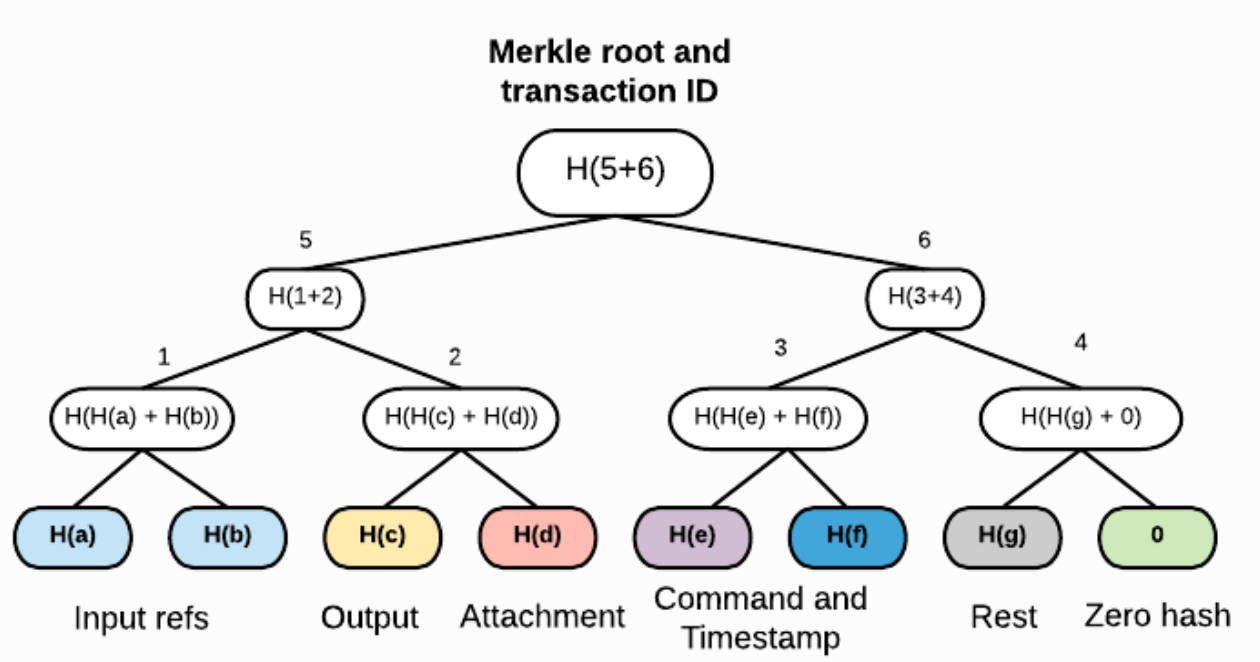 Merkle root and
transaction ID
H(5+6)
5
6
H(1+2)
H(3+4)
1
2
3
4
H(H(a) + H(b))
H(H(c) + H(d))
H(H(e) + H(f))
H(H(g) + 0)
H(a)
H(b)
H(c)
H(d)
H(e)
H(f)
H(g)
0
Input refs
Output
Attachment
Command and
Timestamp
Rest
Zero hash